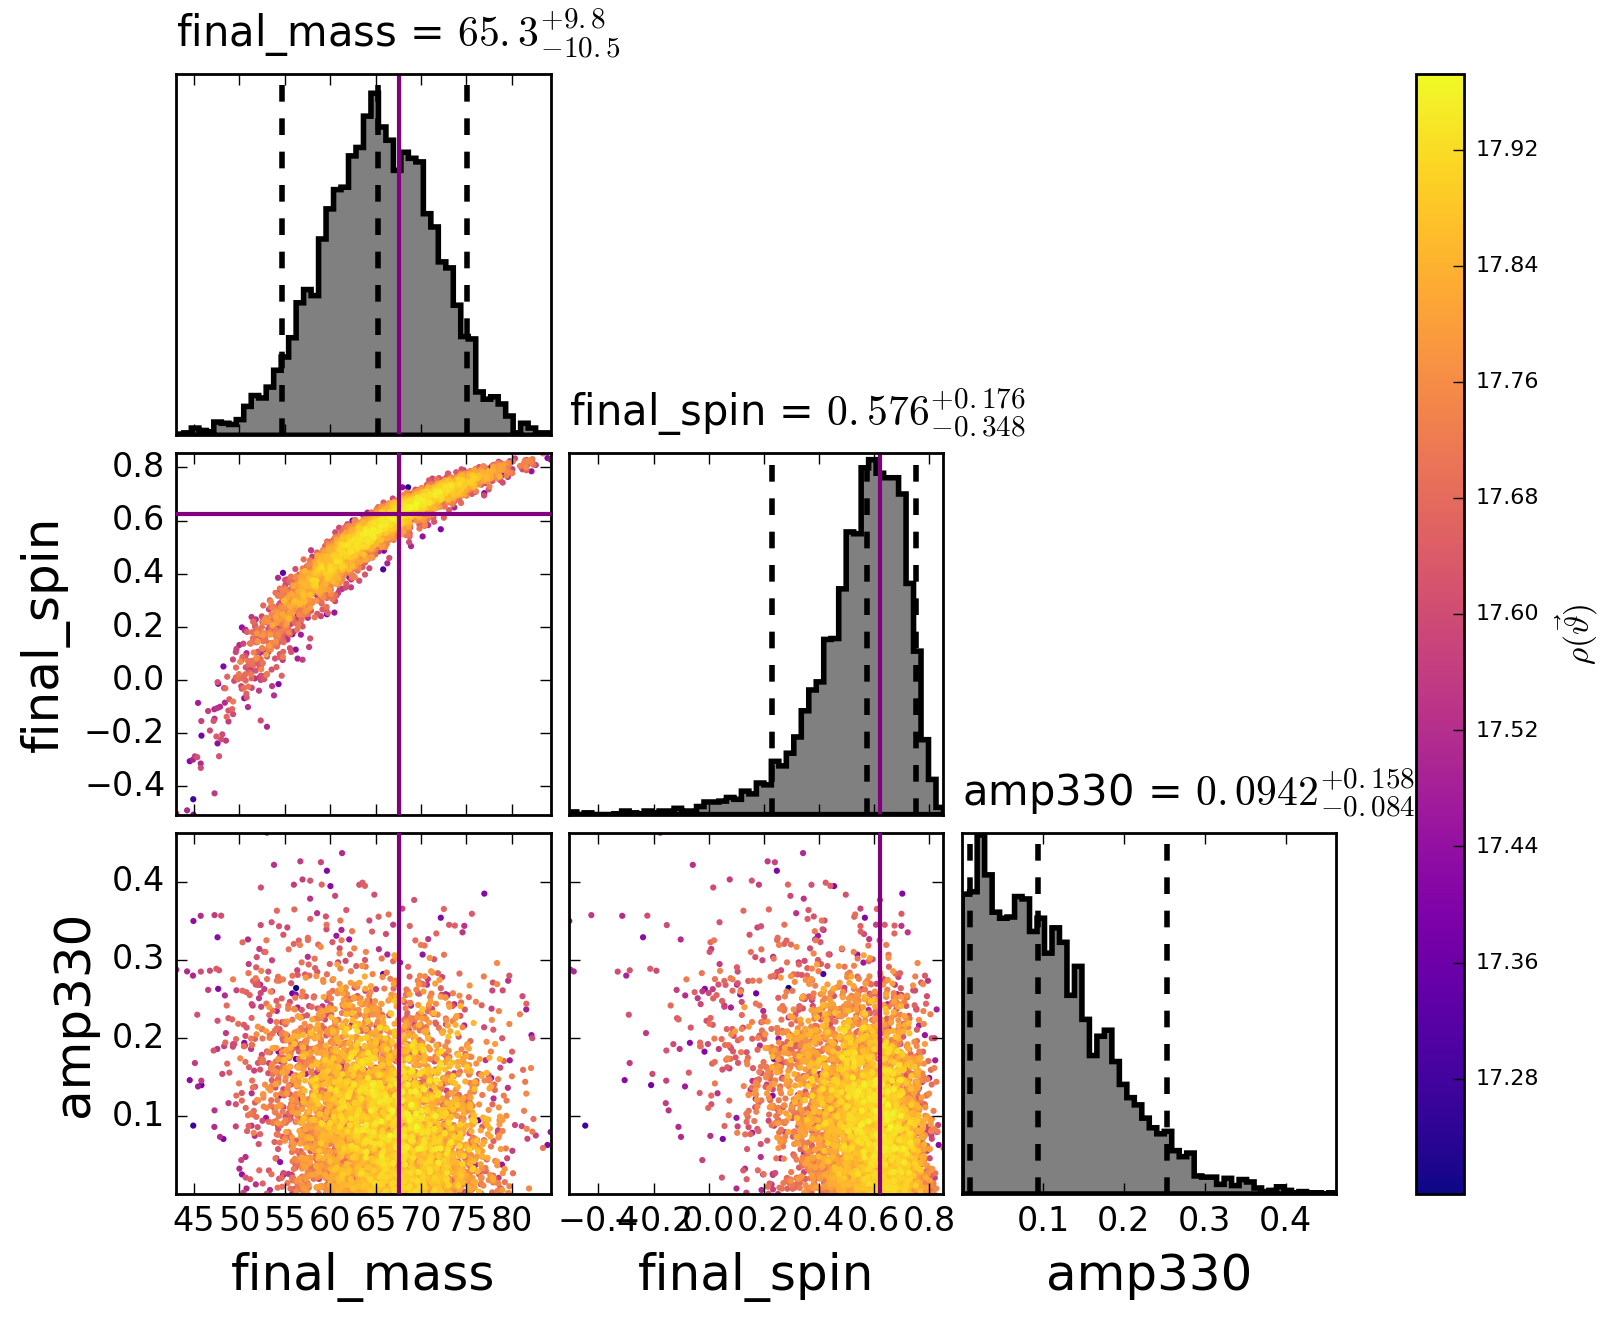 final_mass = 65.3 +9.8 −10.5
final_spin = 0.576 +0.176 −0.348
amp330 = 0.0942 +0.158 −0.084
final_spin
0.8
0.6
0.4
0.2
0.0
−0.2
−0.4
amp330
0.4
0.3
0.2
0.1
45 50 55 60 65 70 75 80
final_mass
−0.4 −0.2 0.0 0.2 0.4 0.6 0.8
final_spin
0.1 0.2 0.3 0.4
amp330
17.92
17.84
17.76
17.68
17.60
17.52
17.44
17.36
17.28
ρ(ϑ⃗)